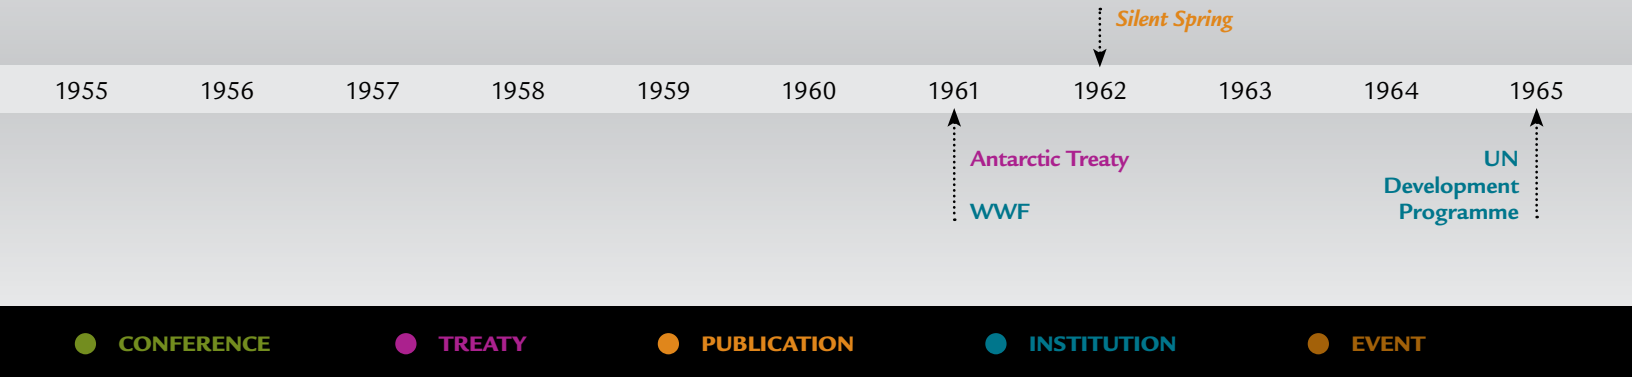 Silent Spring
1955 1956 1957 1958 1959 1960 1961 1962 1963 1964 1965
Antarctic Treaty
WWF
UN
Development
Programme
CONFERENCE TREATY PUBLICATION INSTITUTION EVENT